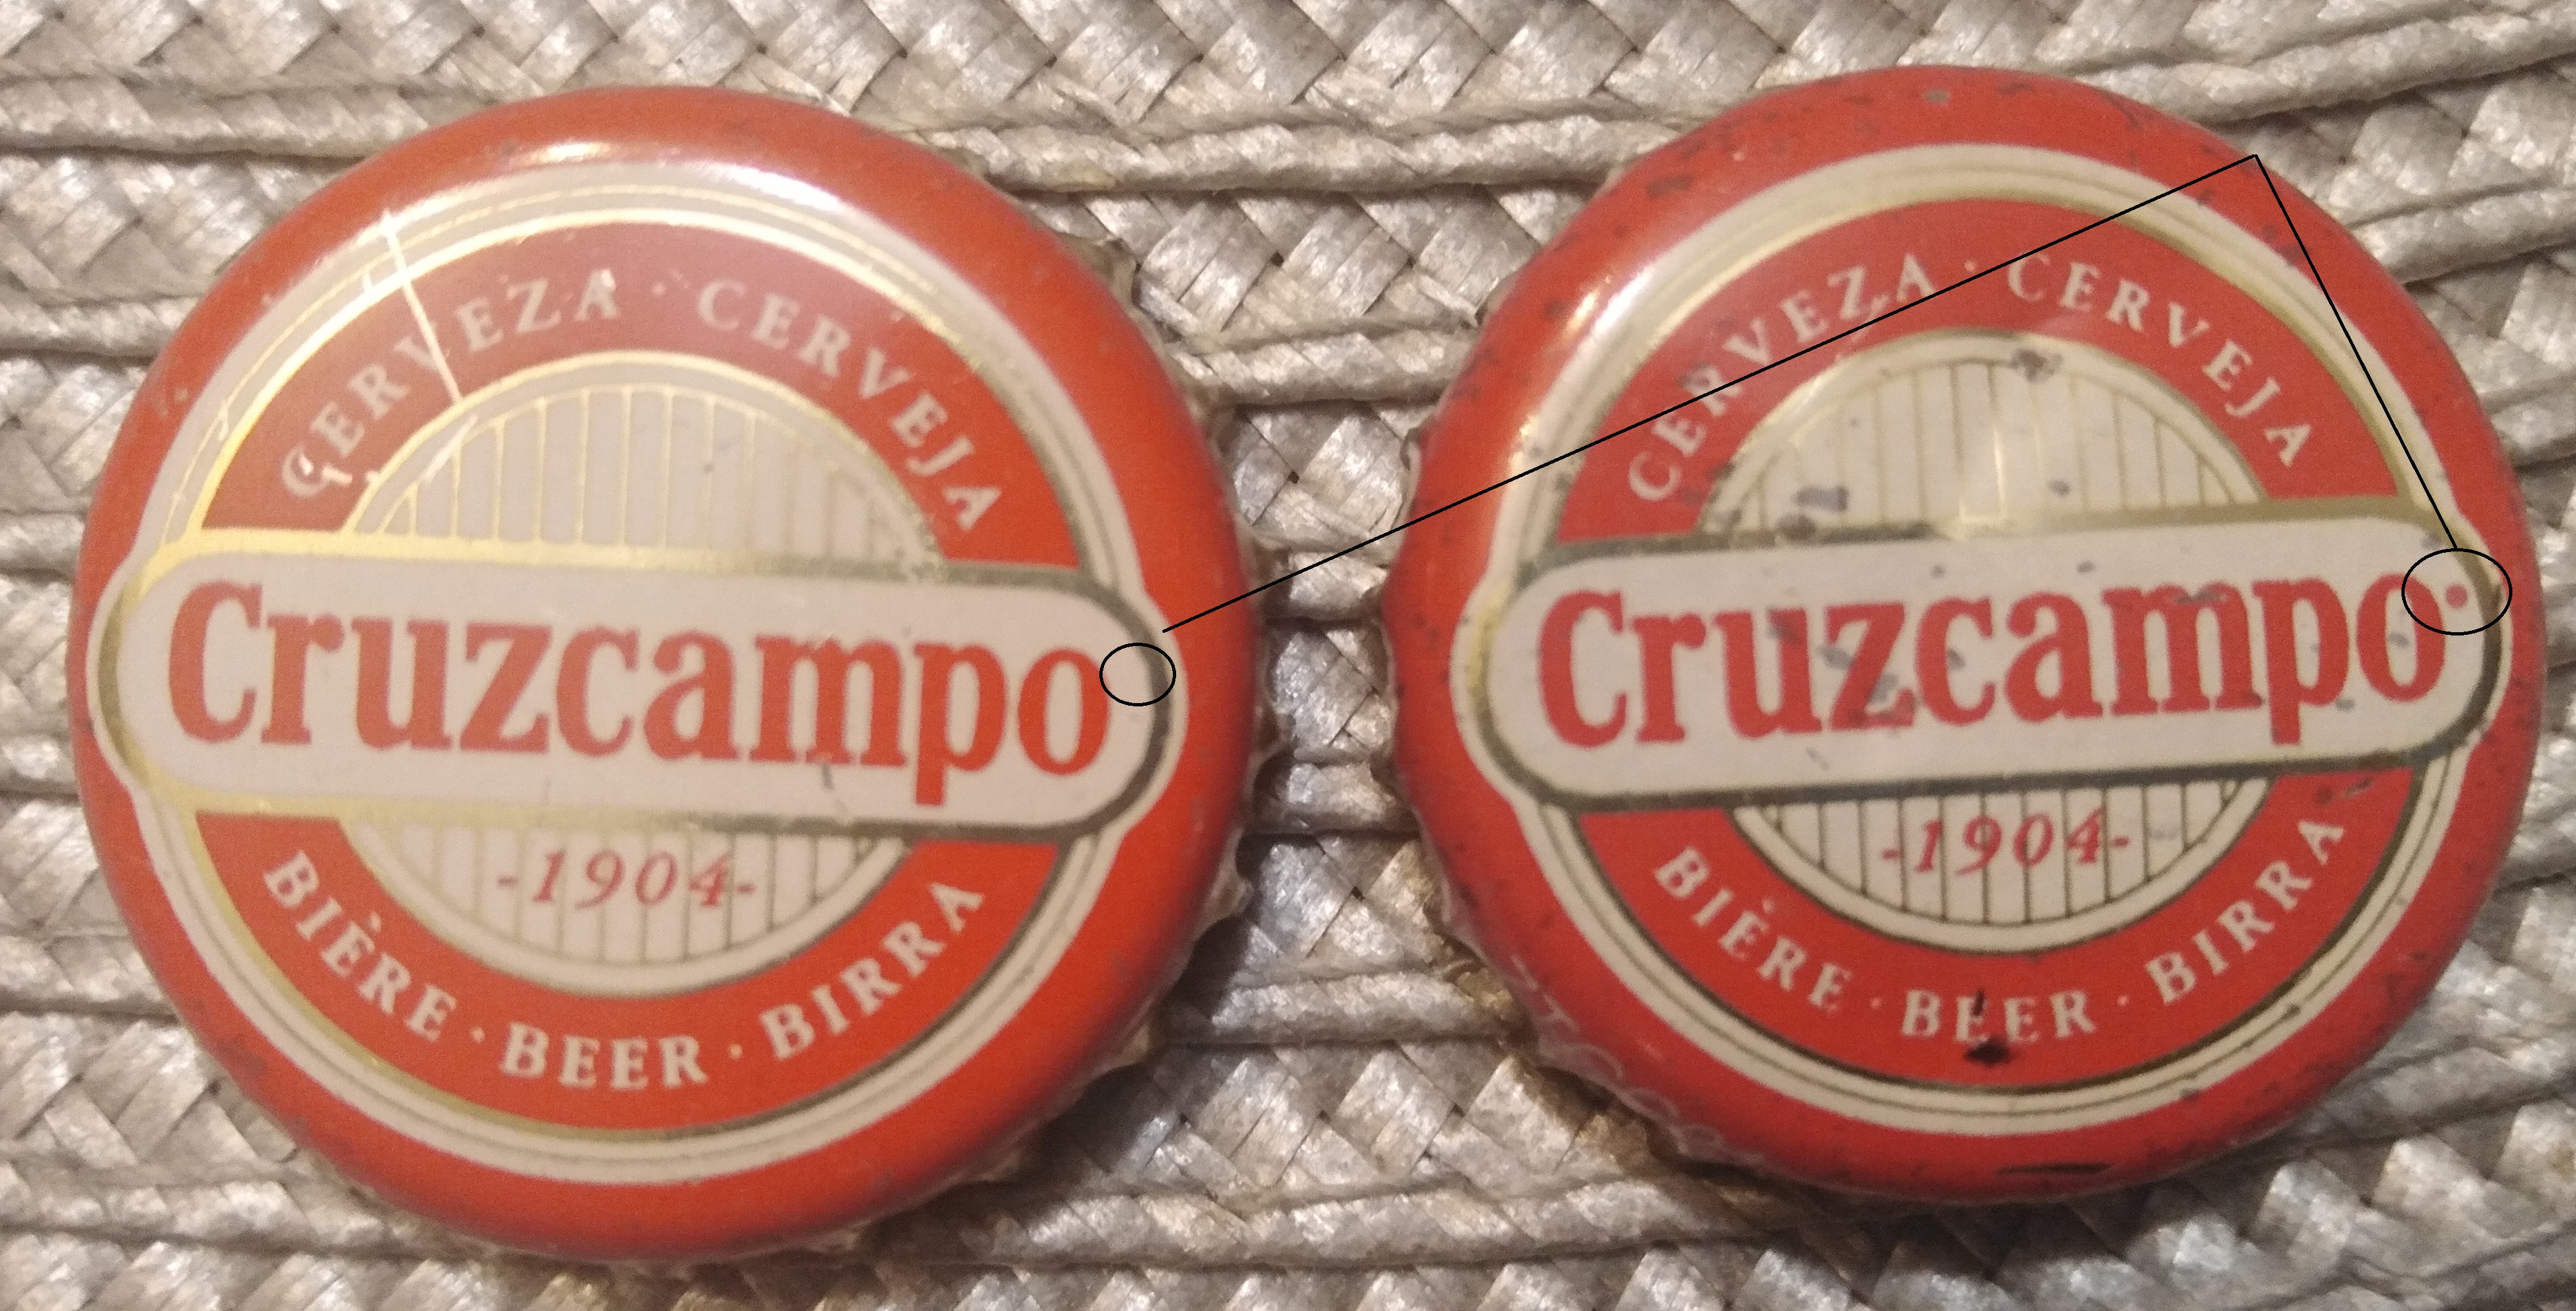 CERVEZA · CERVEJA
Cruzcampo
-1904-
BIÈRE · BEER · BIRRA
CERVEZA · CERVEJA
Cruzcampo
-1904-
BIÈRE · BEER · BIRRA